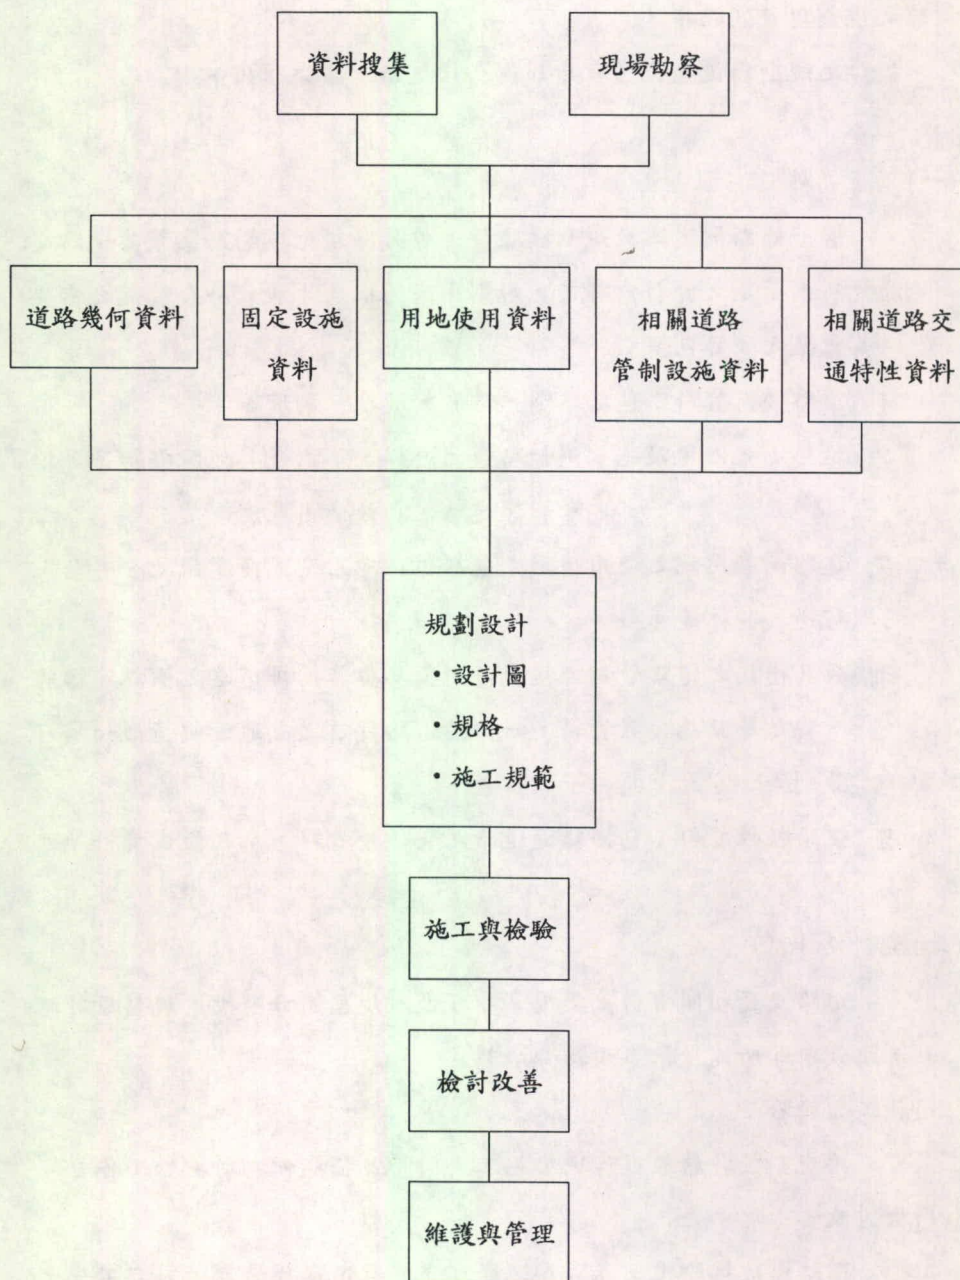 資料搜集
現場勘察
道路幾何資料
固定設施
資料
用地使用資料
相關道路
管制設施資料
相關道路交
通特性資料
規劃設計
・設計圖
・規格
・施工規範
施工與檢驗
檢討改善
維護與管理